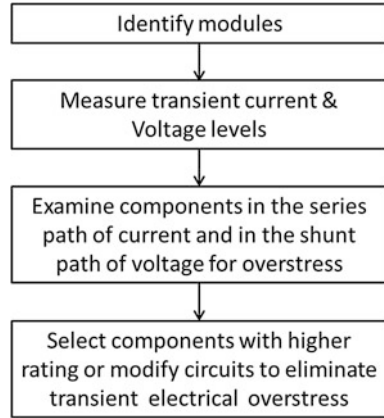 Identify modules
Measure transient current &
Voltage levels
Examine components in the series
path of current and in the shunt
path of voltage for overstress
Select components with higher
rating or modify circuits to eliminate
transient electrical overstress